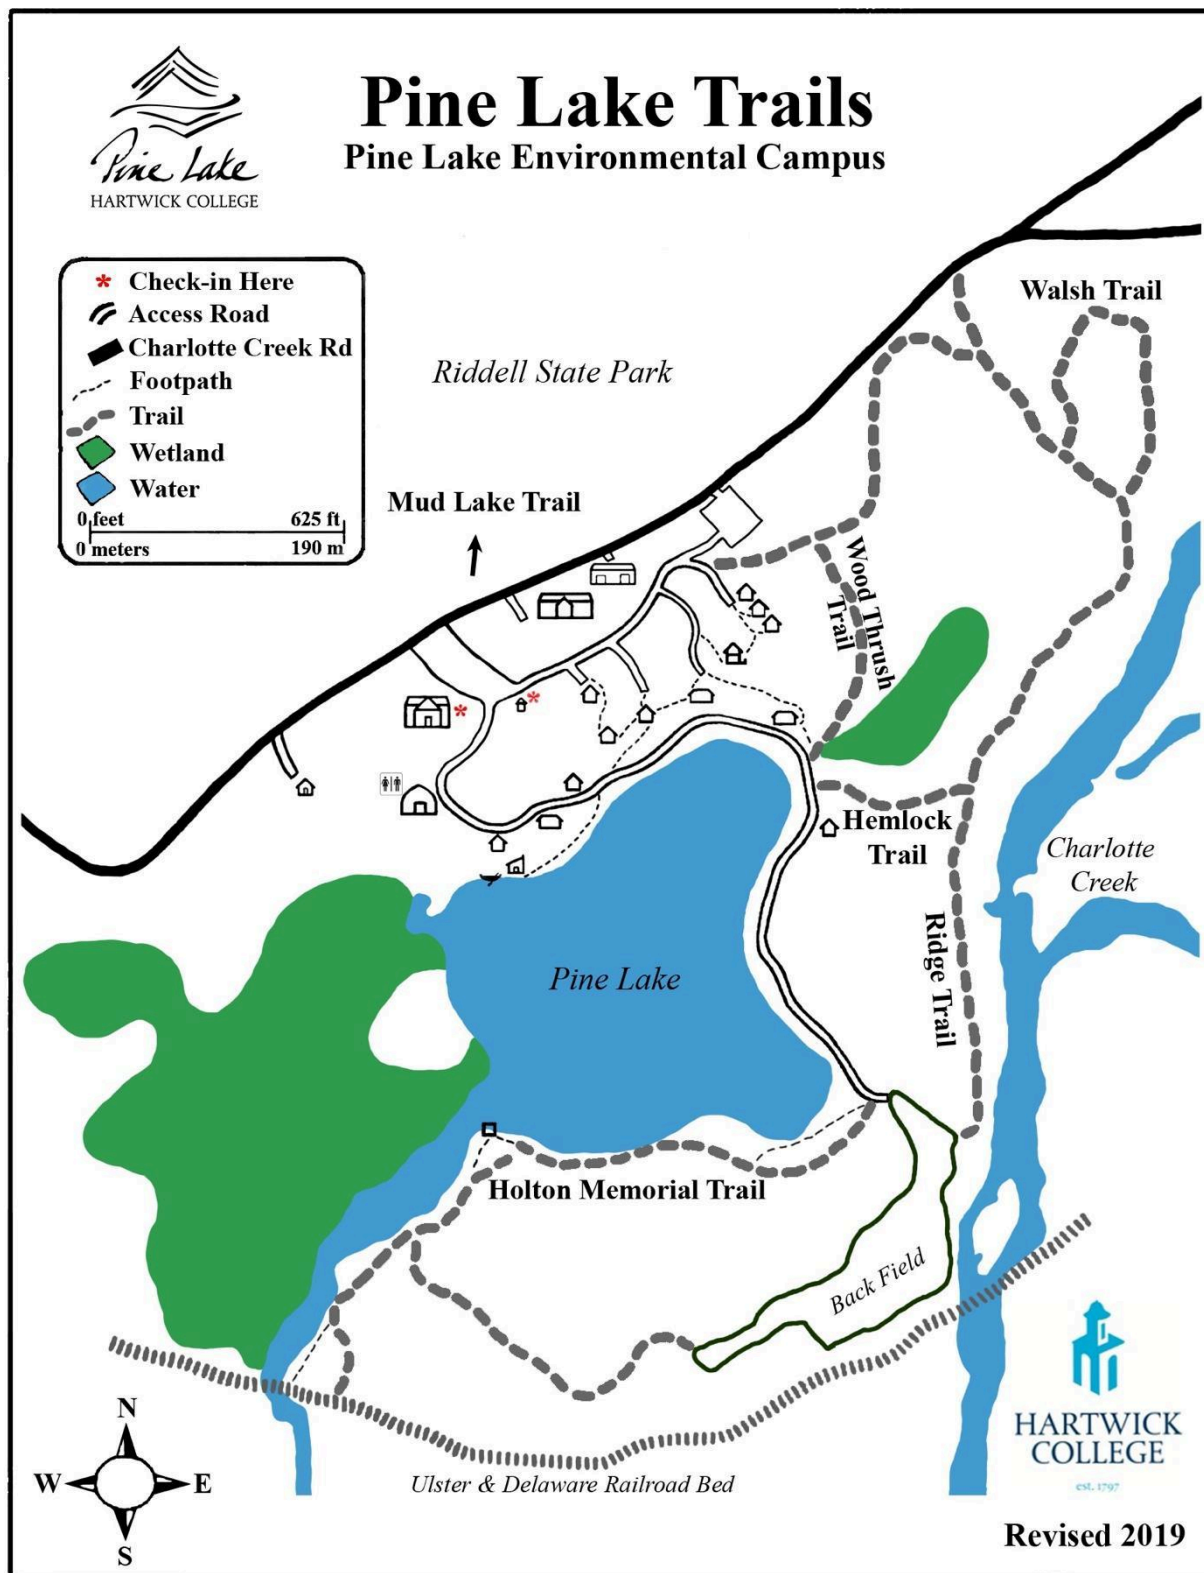 Pine Lake
HARTWICK COLLEGE
Pine Lake Trails
Pine Lake Environmental Campus
* Check-in Here
Access Road
Charlotte Creek Rd
Footpath
Trail
Wetland
Water
0 feet 625 ft
0 meters 190 m
Riddell State Park
Walsh Trail
Mud Lake Trail
*
*
Wood Thrush
Trail
Hemlock
Trail
Charlotte
Creek
Ridge Trail
Pine Lake
Holton Memorial Trail
Back Field
Ulster & Delaware Railroad Bed
N
W E
S
HARTWICK
COLLEGE
est. 1797
Revised 2019